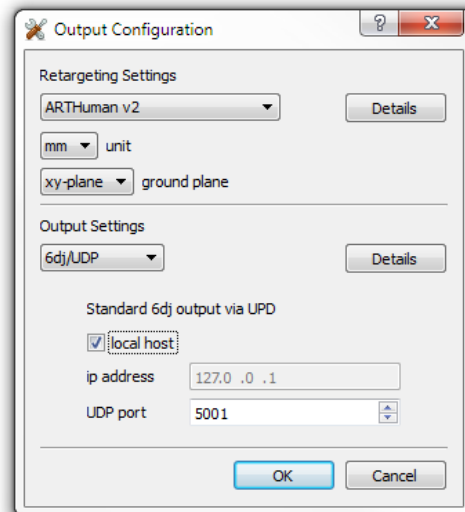 Output Configuration
?
Retargeting Settings
ARTHuman v2
Details
mm unit
xy-plane ground plane
Output Settings
6dj/UDP
Details
Standard 6dj output via UPD
local host
ip address 127.0 .0 .1
UDP port 5001
OK Cancel